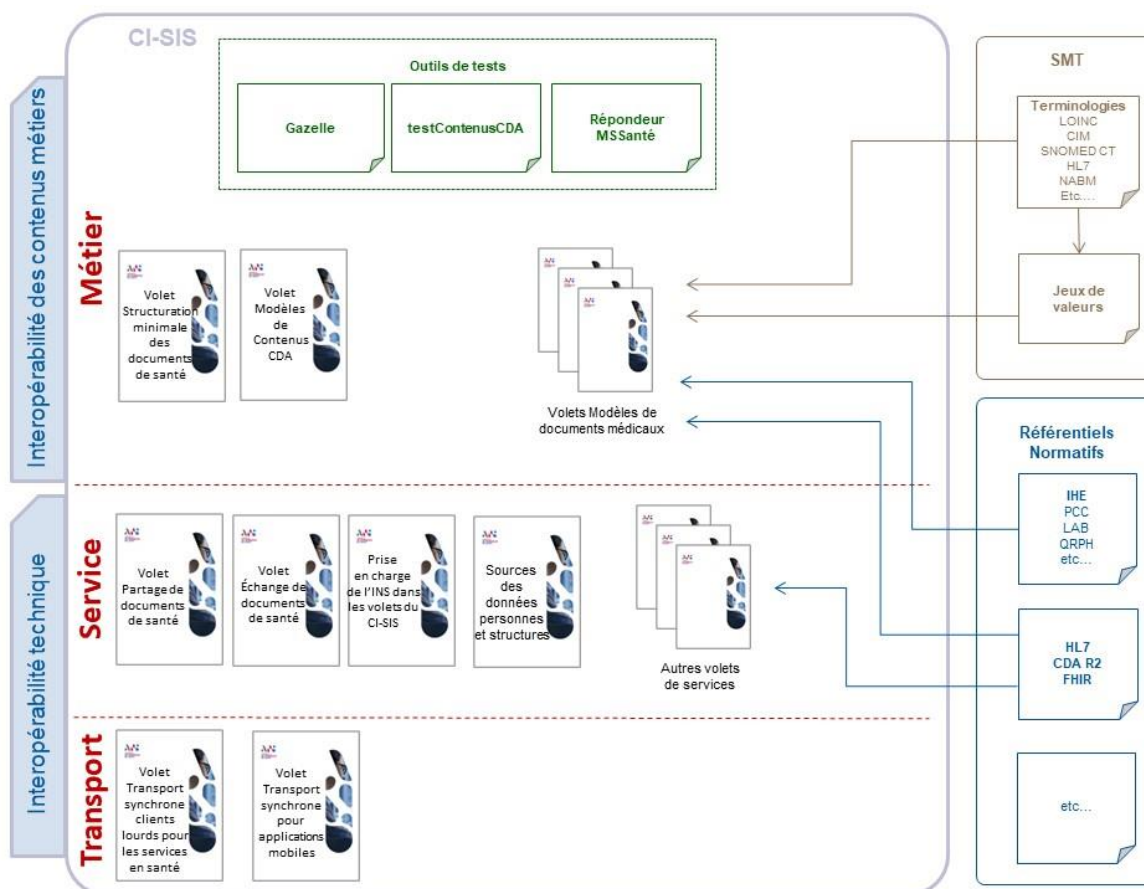 CI-SIS
Interopérabilité des contenus métiers
Interopérabilité technique
Outils de tests
Gazelle
testContenusCDA
Répondeur
MSSanté
Métier
Volet
Structuration
minimale
des
documents
de santé
Volet
Modèles
de
Contenus
CDA
Volets Modèles de
documents médicaux
Service
Volet
Partage de
documents
de santé
Volet
Échange de
documents
de santé
Prise
en charge
de l'INS dans
les volets du
CI-SIS
Sources
des
données
personnes
et structures
Autres volets
de services
Transport
Volet
Transport
synchrone
clients
lourds pour
les services
en santé
Volet
Transport
synchrone
pour
applications
mobiles
SMT
Terminologies
LOINC
CIM
SNOMED CT
HL7
NABM
Etc....
Jeux de
valeurs
Référentiels
Normatifs
IHE
PCC
LAB
QRPH
etc...
HL7
CDA R2
FHIR
etc...